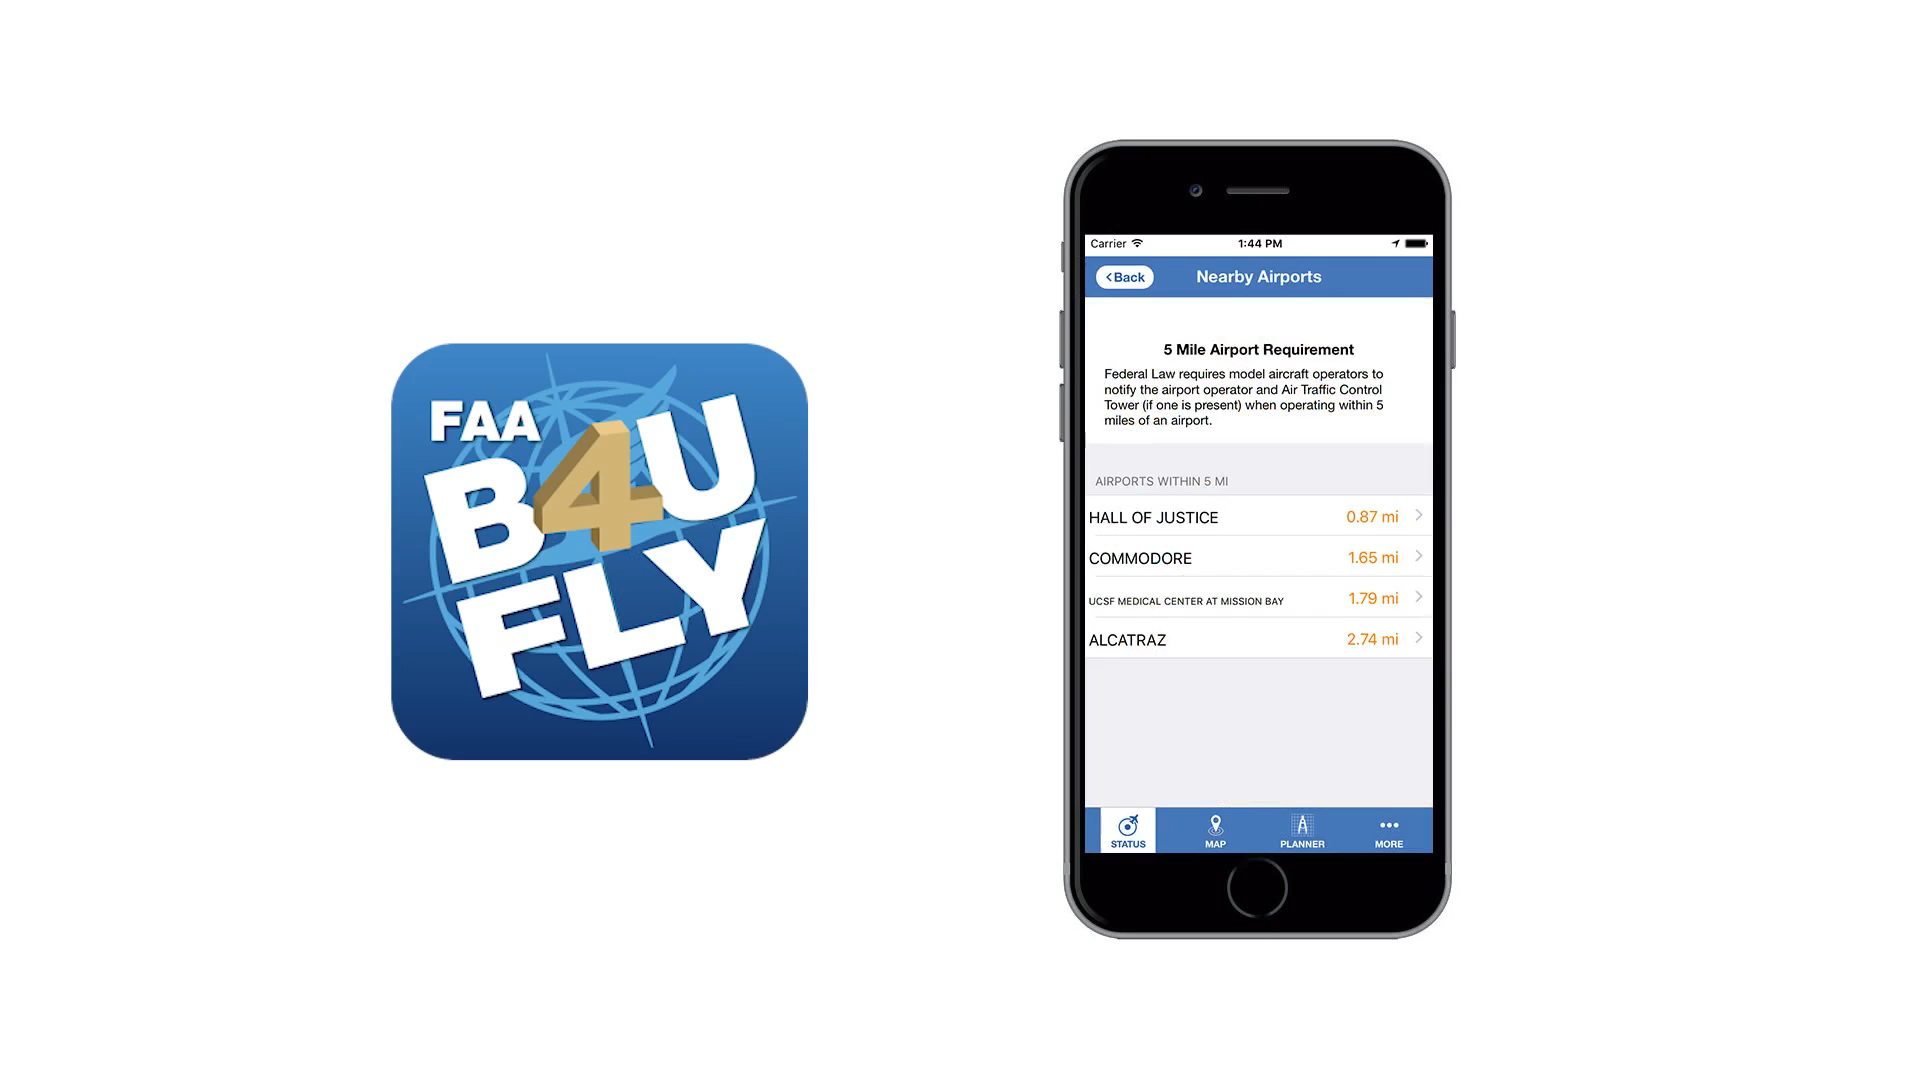 FAA
B4U
FLY
Carrier 1:44 PM
Back Nearby Airports
5 Mile Airport Requirement
Federal Law requires model aircraft operators to
notify the airport operator and Air Traffic Control
Tower (if one is present) when operating within 5
miles of an airport.
AIRPORTS WITHIN 5 MI
HALL OF JUSTICE 0.87 mi
COMMODORE 1.65 mi
UCSF MEDICAL CENTER AT MISSION BAY 1.79 mi
ALCATRAZ 2.74 mi
STATUS MAP PLANNER MORE